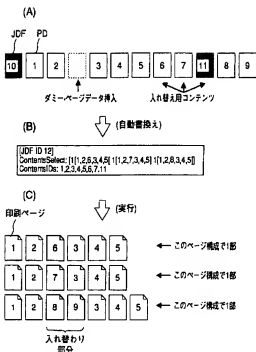 (A)
JDF PD
10 1 2 3 4 5 6 7 11 8 9
ダミーページデータ挿入 入れ替え用コンテンツ
(B) (自動書換え)
[JDF ID 12]
ContentsSelect: [1[1,2,6,3,4,5] 1[1,2,7,3,4,5] 1[1,2,8,3,4,5]]
ContentsIDs: 1,2,3,4,5,6,7,11
(C) (実行)
印刷ページ
1 2 6 3 4 5 このページ構成で1部
1 2 7 3 4 5 このページ構成で1部
1 2 8 9 3 4 5 このページ構成で1部
入れ替わり
部分